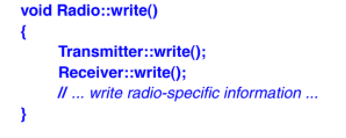 void Radio::write()
{
Transmitter::write();
Receiver::write();
// ... write radio-specific information ...
}